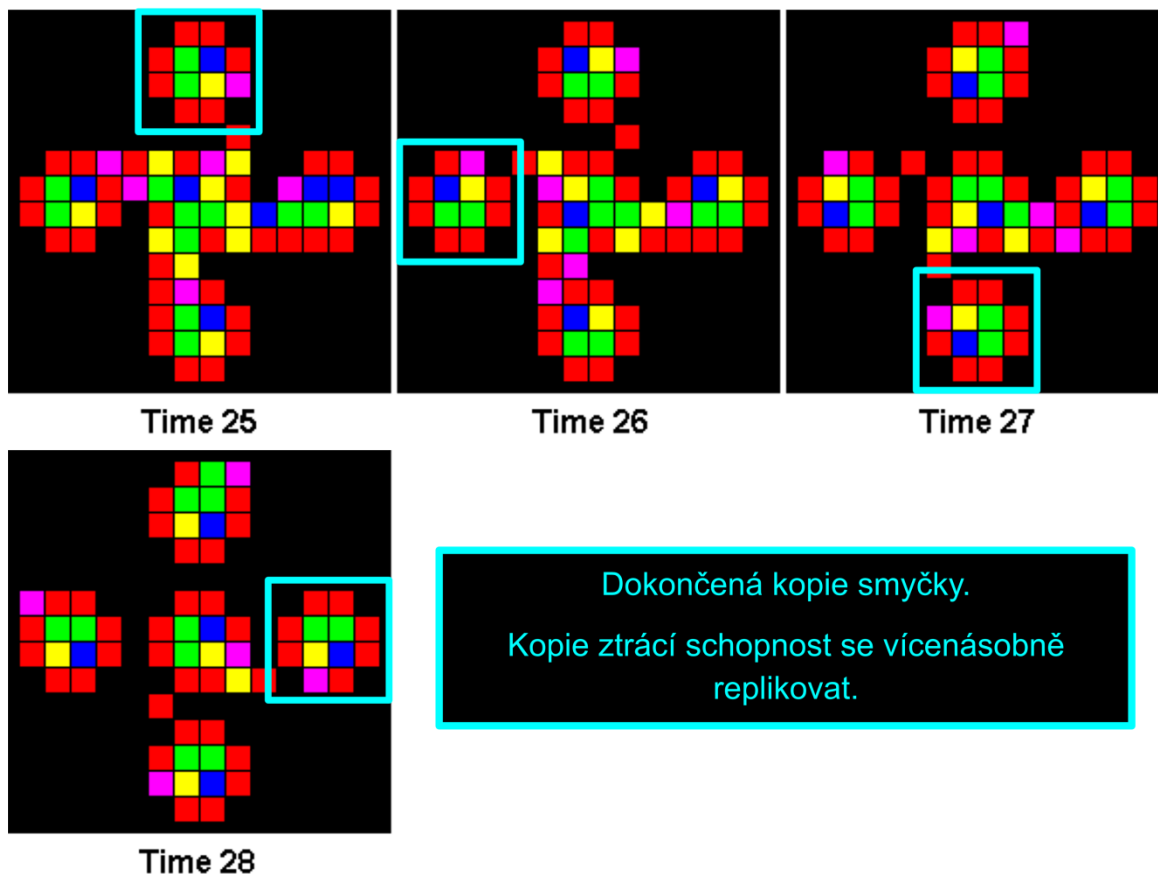 Time 25
Time 26
Time 27
Time 28
Dokončená kopie smyčky.
Kopie ztrácí schopnost se vícenásobně
replikovat.